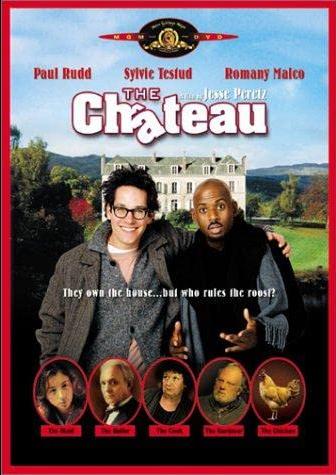 MGM DVD
Paul Rudd Sylvie Testud Romany Malco
THE
a film by Jesse Peretz
Chateau
They own the house...but who rules the roost?
The Maid The Butler The Cook The Gardener The Chicken